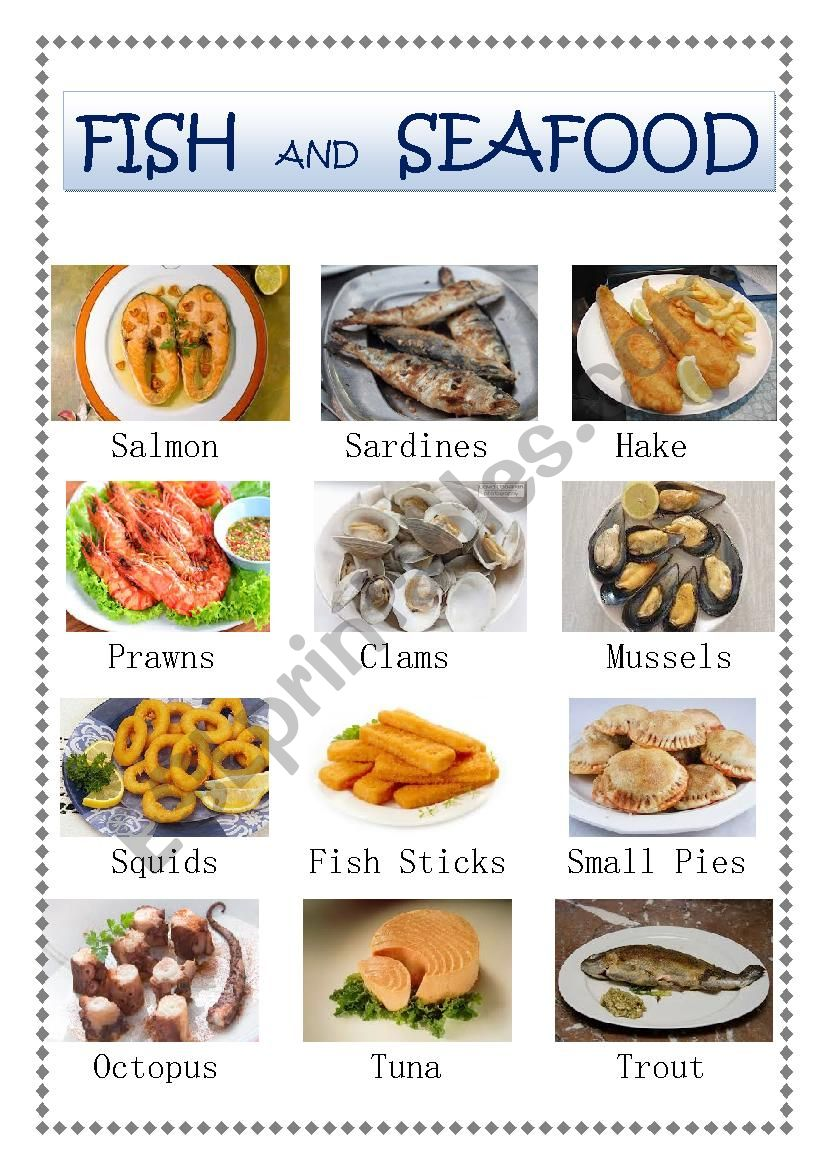 FISH AND SEAFOOD
Salmon Sardines Hake
Prawns Clams Mussels
Squids Fish Sticks Small Pies
Octopus Tuna Trout